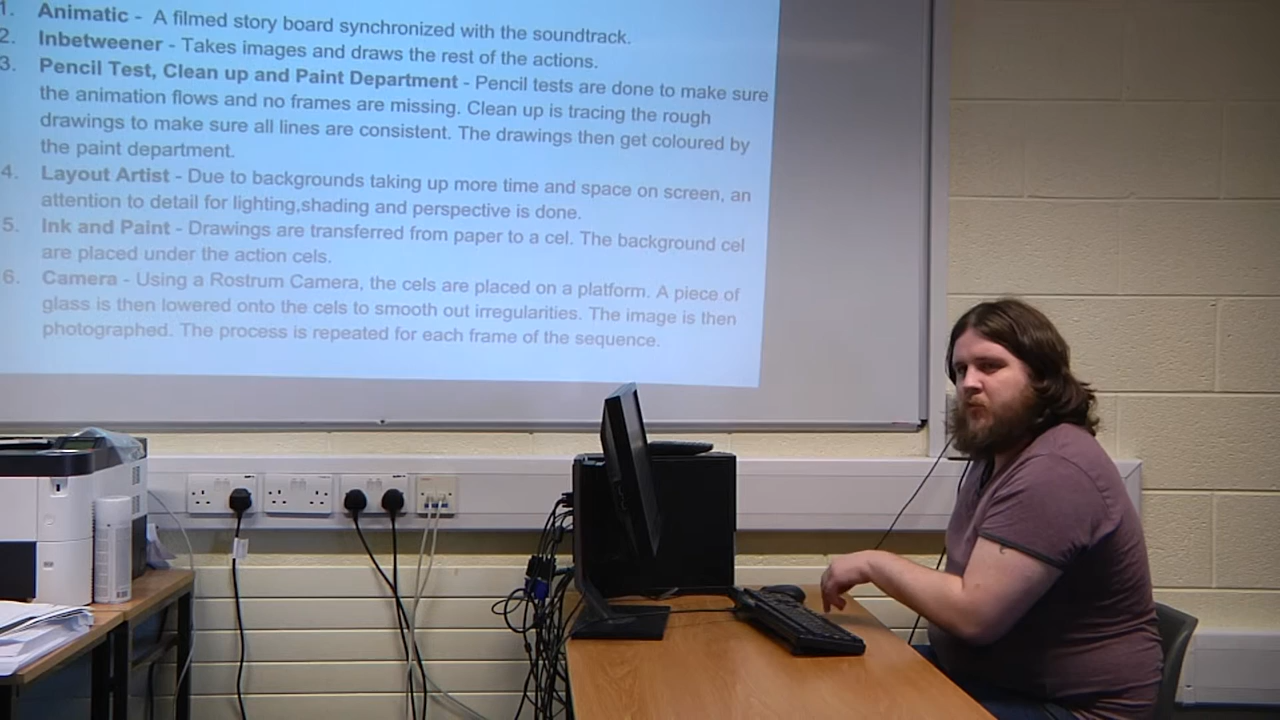 1. Animatic - A filmed story board synchronized with the soundtrack.
2. Inbetweener - Takes images and draws the rest of the actions.
3. Pencil Test, Clean up and Paint Department - Pencil tests are done to make sure
the animation flows and no frames are missing. Clean up is tracing the rough
drawings to make sure all lines are consistent. The drawings then get coloured by
the paint department.
4. Layout Artist - Due to backgrounds taking up more time and space on screen, an
attention to detail for lighting,shading and perspective is done.
5. Ink and Paint - Drawings are transferred from paper to a cel. The background cel
are placed under the action cels.
6. Camera - Using a Rostrum Camera, the cels are placed on a platform. A piece of
glass is then lowered onto the cels to smooth out irregularities. The image is then
photographed. The process is repeated for each frame of the sequence.